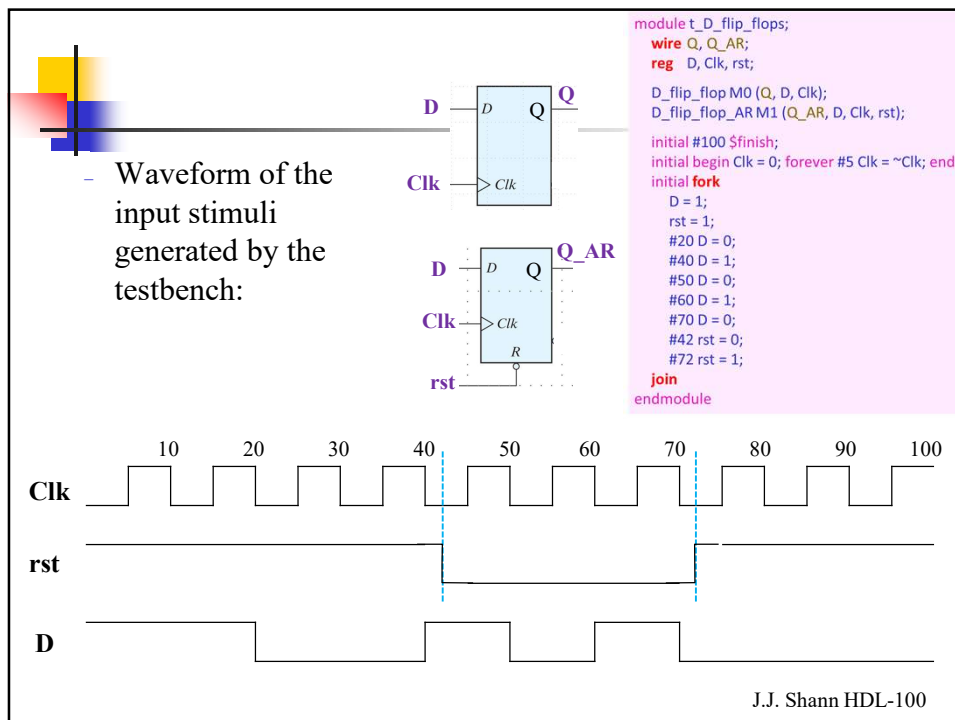 – Waveform of the
input stimuli
generated by the
testbench:
D
D
Q
Q
Clk
Clk
D
D
Q
Q_AR
Clk
Clk
R
rst
module t_D_flip_flops;
wire Q, Q_AR;
reg D, Clk, rst;
D_flip_flop M0 (Q, D, Clk);
D_flip_flop_AR M1 (Q_AR, D, Clk, rst);
initial #100 $finish;
initial begin Clk = 0; forever #5 Clk = ~Clk; end
initial fork
D = 1;
rst = 1;
#20 D = 0;
#40 D = 1;
#50 D = 0;
#60 D = 1;
#70 D = 0;
#42 rst = 0;
#72 rst = 1;
join
endmodule
10 20 30 40 50 60 72 80 90 100
Clk
rst
D
J.J. Shann HDL-100